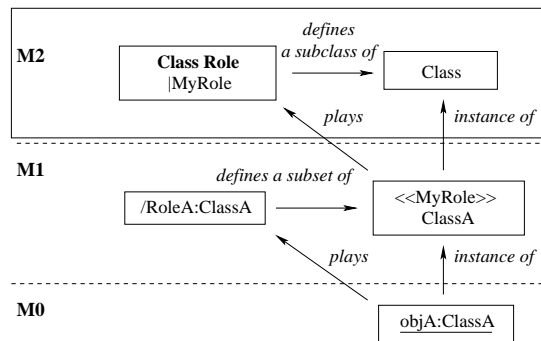 defines
a subclass of
M2
Class Role
|MyRole
Class
plays
instance of
M1
defines a subset of
/RoleA:ClassA
<<MyRole>>
ClassA
plays
instance of
M0
objA:ClassA